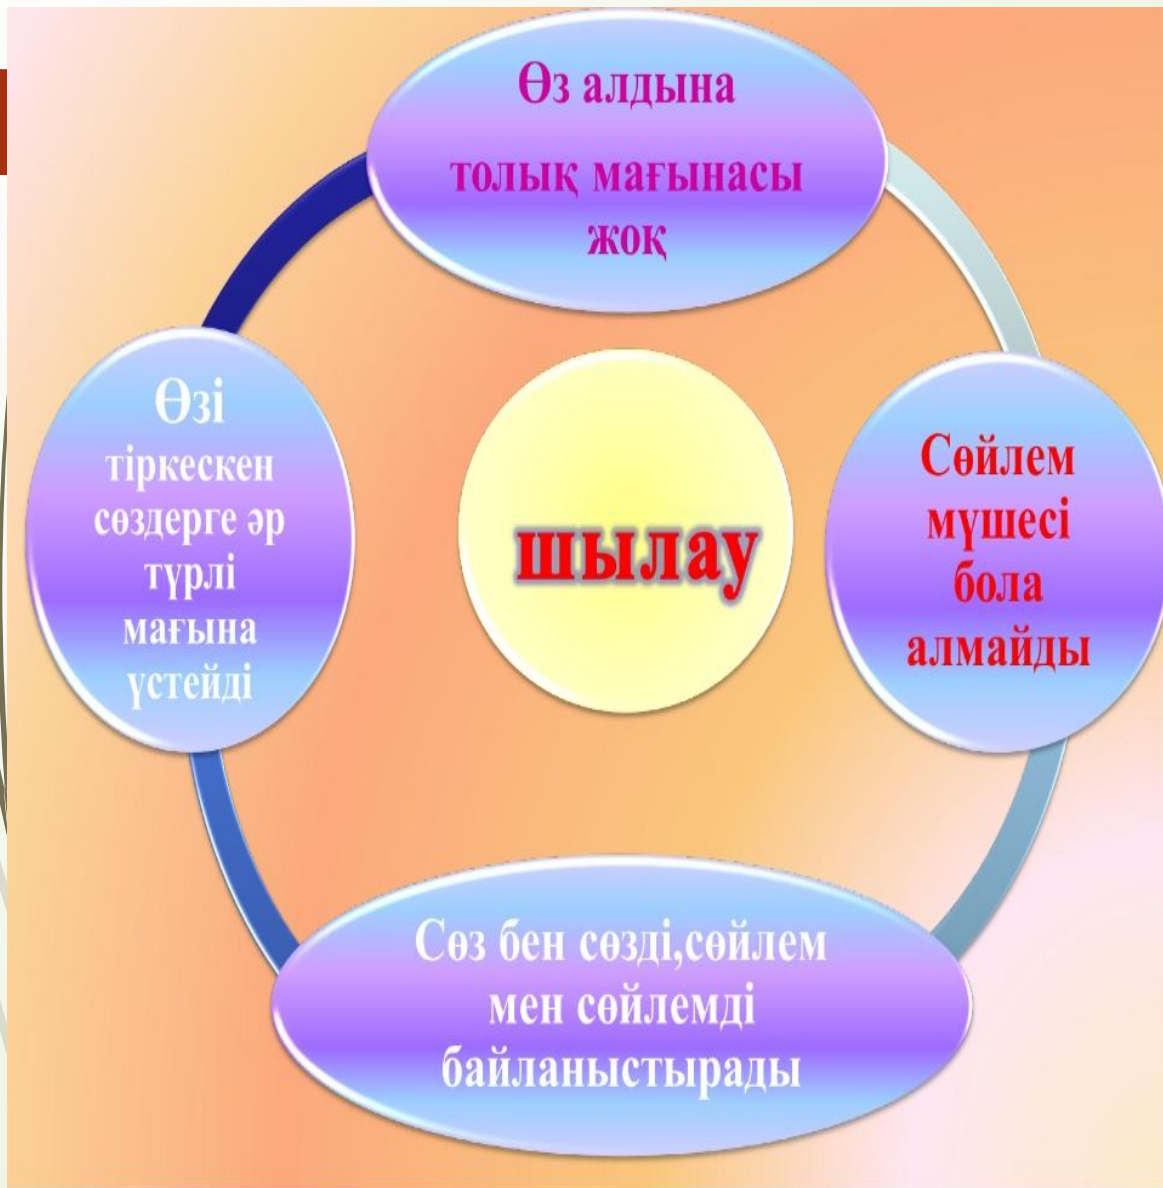 Өз алдына
толық мағынасы
жоқ
Өзі
тіркескен
сөздерге әр
түрлі
мағына
үстейді
шылау
Сөйлем
мүшесі
бола
алмайды
Сөз бен сөзді,сөйлем
мен сөйлемді
байланыстырады